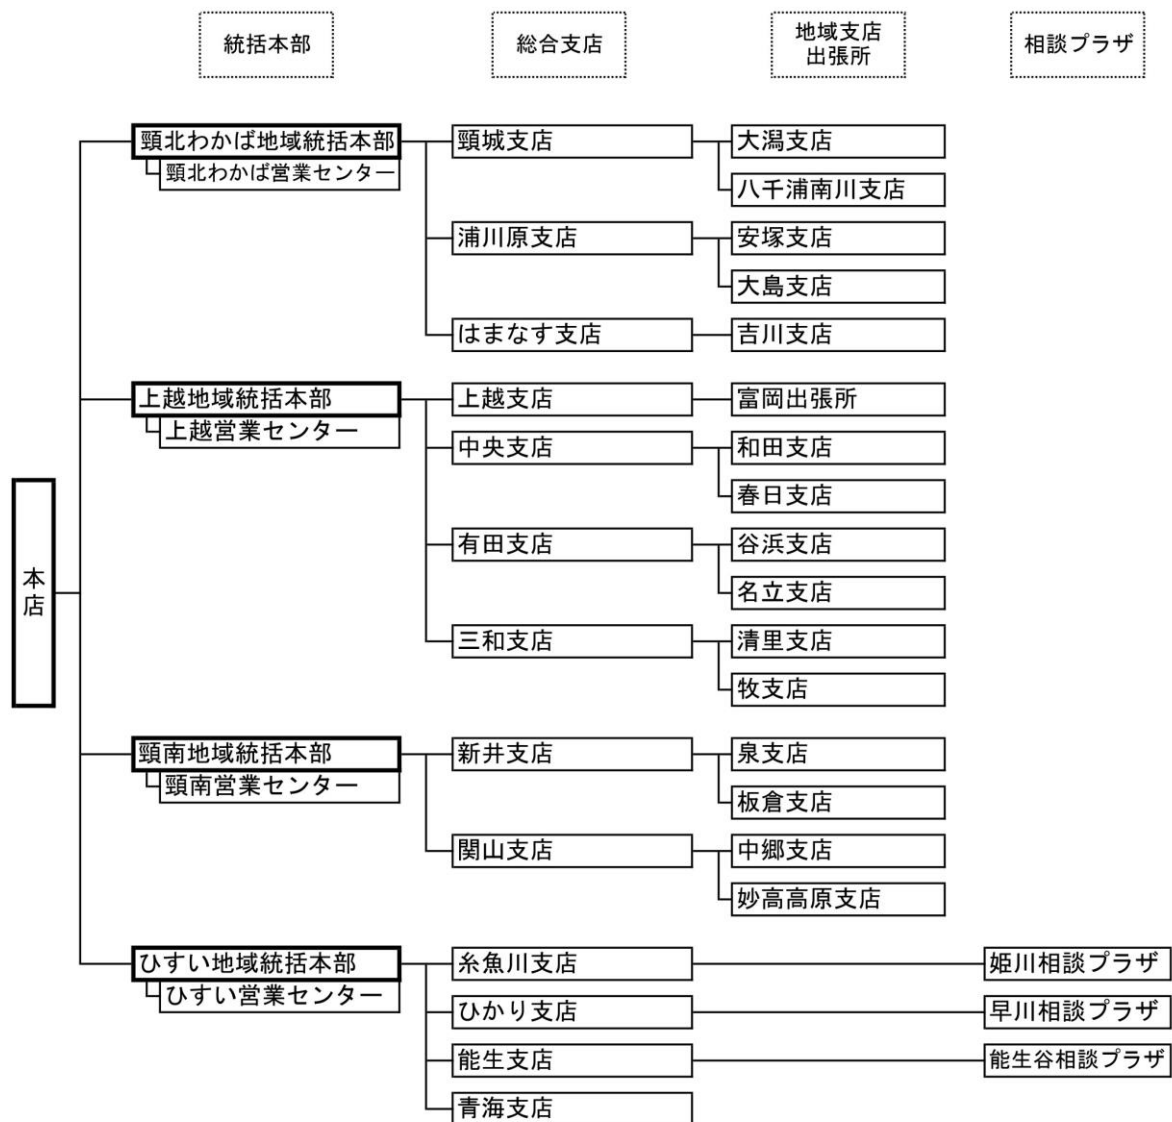 統括本部
総合支店
地域支店
出張所
相談プラザ
本店
頸北わかば地域統括本部
頸北わかば営業センター
頸城支店
大潟支店
八千浦南川支店
浦川原支店
安塚支店
大島支店
はまなす支店
吉川支店
上越地域統括本部
上越営業センター
上越支店
富岡出張所
中央支店
和田支店
春日支店
有田支店
谷浜支店
名立支店
三和支店
清里支店
牧支店
頸南地域統括本部
頸南営業センター
新井支店
泉支店
板倉支店
関山支店
中郷支店
妙高高原支店
ひすい地域統括本部
ひすい営業センター
糸魚川支店
姫川相談プラザ
ひかり支店
早川相談プラザ
能生支店
能生谷相談プラザ
青海支店